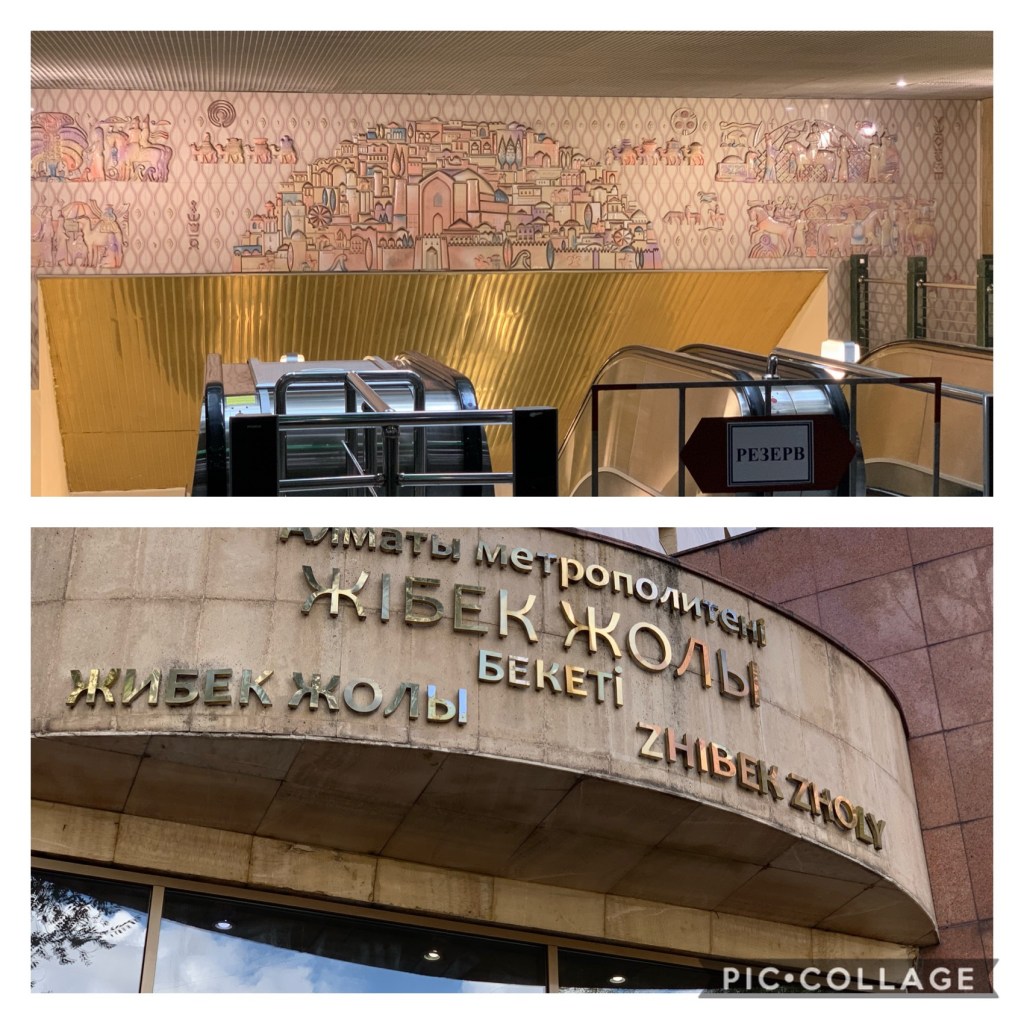 РЕЗЕРВ
Алматы метрополитені
ЖІБЕК ЖОЛЫ
БЕКЕТІ
ЖИБЕК ЖОЛЫ
ZHIBEK ZHOLY
PIC•COLLAGE